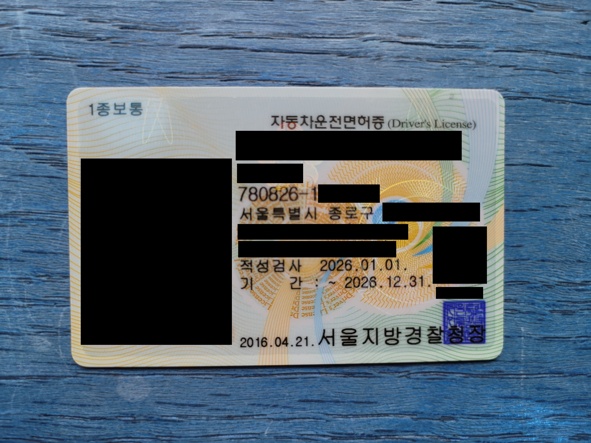 1종보통
자동차운전면허증 (Driver's License)
780826-1
서울특별시 종로구
적성검사 2026.01.01.
기 간 : ~ 2026.12.31.
2016.04.21. 서울지방경찰청장